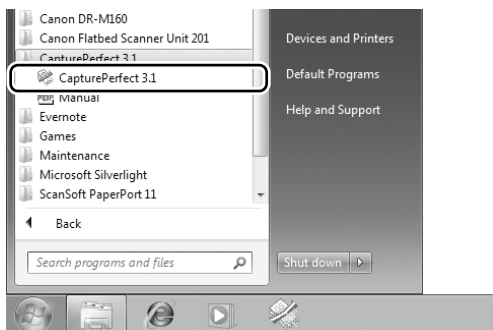 Canon DR-M160
Canon Flatbed Scanner Unit 201
CapturePerfect 3.1
CapturePerfect 3.1
PDF Manual
Evernote
Games
Maintenance
Microsoft Silverlight
ScanSoft PaperPort 11
Back
Search programs and files
Devices and Printers
Default Programs
Help and Support
Shut down